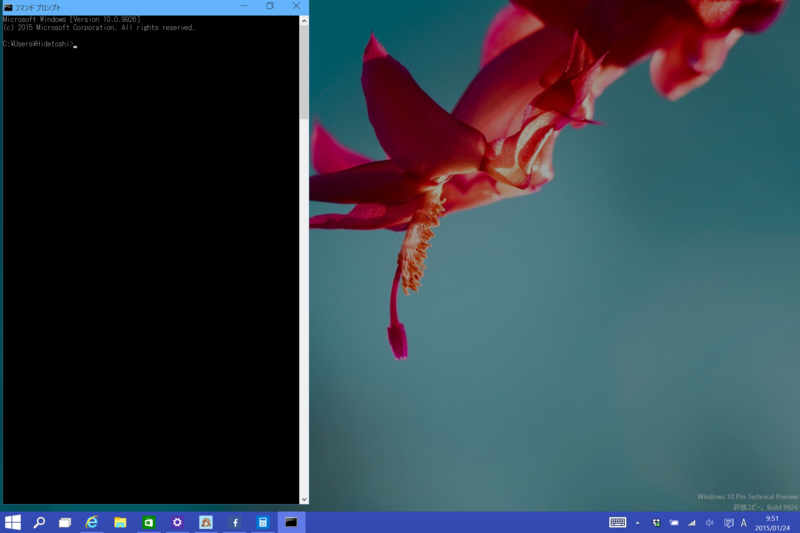 コマンド プロンプト
Microsoft Windows [Version 10.0.9926]
(c) 2015 Microsoft Corporation. All rights reserved.
C:¥Users¥Hidetoshi>
Windows 10 Pro Technical Preview
評価コピー。Build 9926
A
9:51
2015/01/24